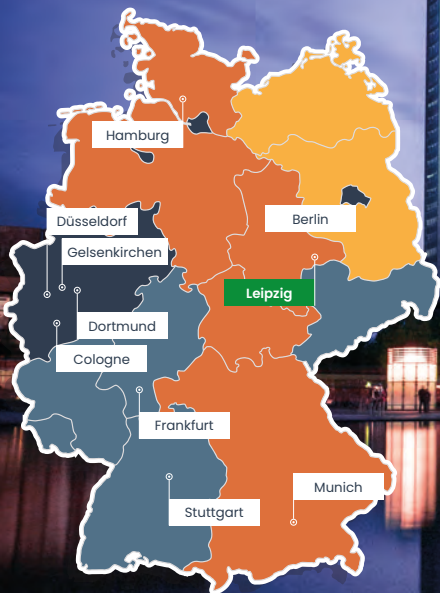 Hamburg
Düsseldorf
Berlin
Gelsenkirchen
Leipzig
Dortmund
Cologne
Frankfurt
Munich
Stuttgart